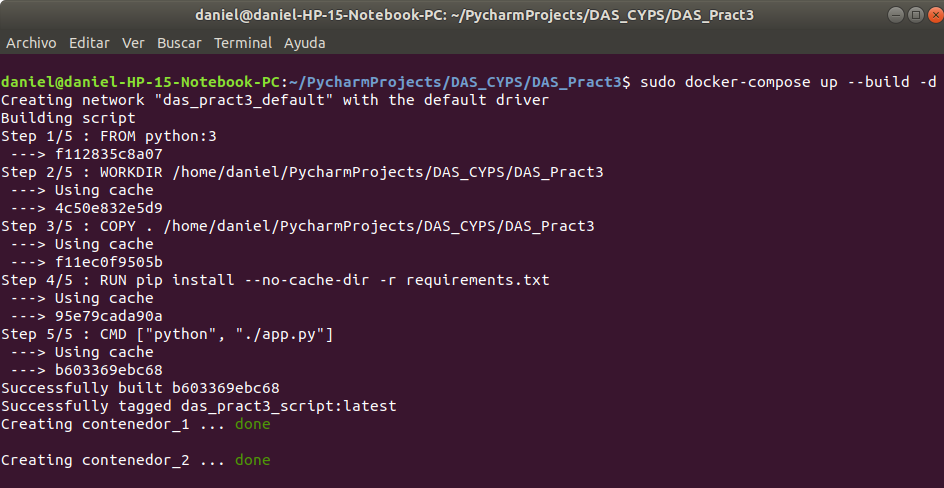 daniel@daniel-HP-15-Notebook-PC: ~/PycharmProjects/DAS_CYPS/DAS_Pract3
Archivo Editar Ver Buscar Terminal Ayuda
daniel@daniel-HP-15-Notebook-PC:~/PycharmProjects/DAS_CYPS/DAS_Pract3$ sudo docker-compose up --build -d
Creating network "das_pract3_default" with the default driver
Building script
Step 1/5 : FROM python:3
 ---> f112835c8a07
Step 2/5 : WORKDIR /home/daniel/PycharmProjects/DAS_CYPS/DAS_Pract3
 ---> Using cache
 ---> 4c50e832e5d9
Step 3/5 : COPY . /home/daniel/PycharmProjects/DAS_CYPS/DAS_Pract3
 ---> Using cache
 ---> f11ec0f9505b
Step 4/5 : RUN pip install --no-cache-dir -r requirements.txt
 ---> Using cache
 ---> 95e79cada90a
Step 5/5 : CMD ["python", "./app.py"]
 ---> Using cache
 ---> b603369ebc68
Successfully built b603369ebc68
Successfully tagged das_pract3_script:latest
Creating contenedor_1 ... done
Creating contenedor_2 ... done